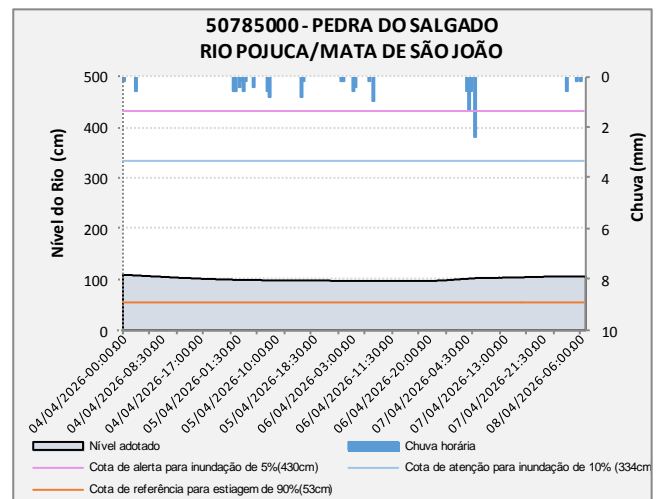 50785000 - PEDRA DO SALGADO
RIO POJUCA/MATA DE SÃO JOÃO
Nível do Rio (cm)
500
400
300
200
100
0
Chuva (mm)
0
2
4
6
8
10
04/04/2026-00:00:00
04/04/2026-08:30:00
04/04/2026-17:00:00
05/04/2026-01:30:00
05/04/2026-10:00:00
05/04/2026-18:30:00
06/04/2026-03:00:00
06/04/2026-11:30:00
06/04/2026-20:00:00
07/04/2026-04:30:00
07/04/2026-13:00:00
07/04/2026-21:30:00
08/04/2026-06:00:00
Nível adotado
Chuva horária
Cota de alerta para inundação de 5%(430cm)
Cota de atenção para inundação de 10% (334cm
Cota de referência para estiagem de 90%(53cm)